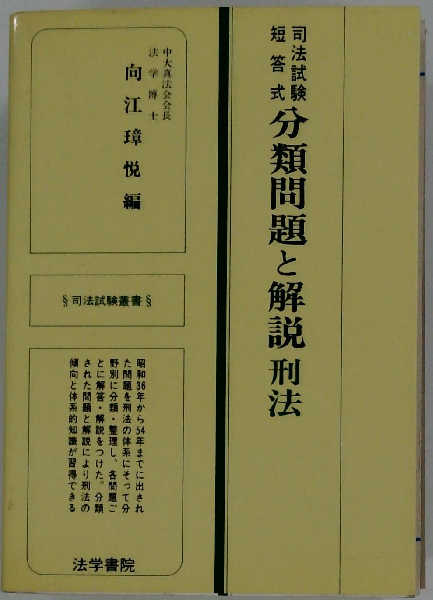 司法試験
短答式
分類問題と解説 刑法
中大真法会会長
法学博士
向江璋悦編
§司法試験叢書§
昭和36年から54年までに出され
た問題を刑法の体系にそって分
野別に分類・整理し、各問題ご
とに解答・解説をつけた。分類
された問題と解説により刑法の
傾向と体系的知識が習得できる
法学書院